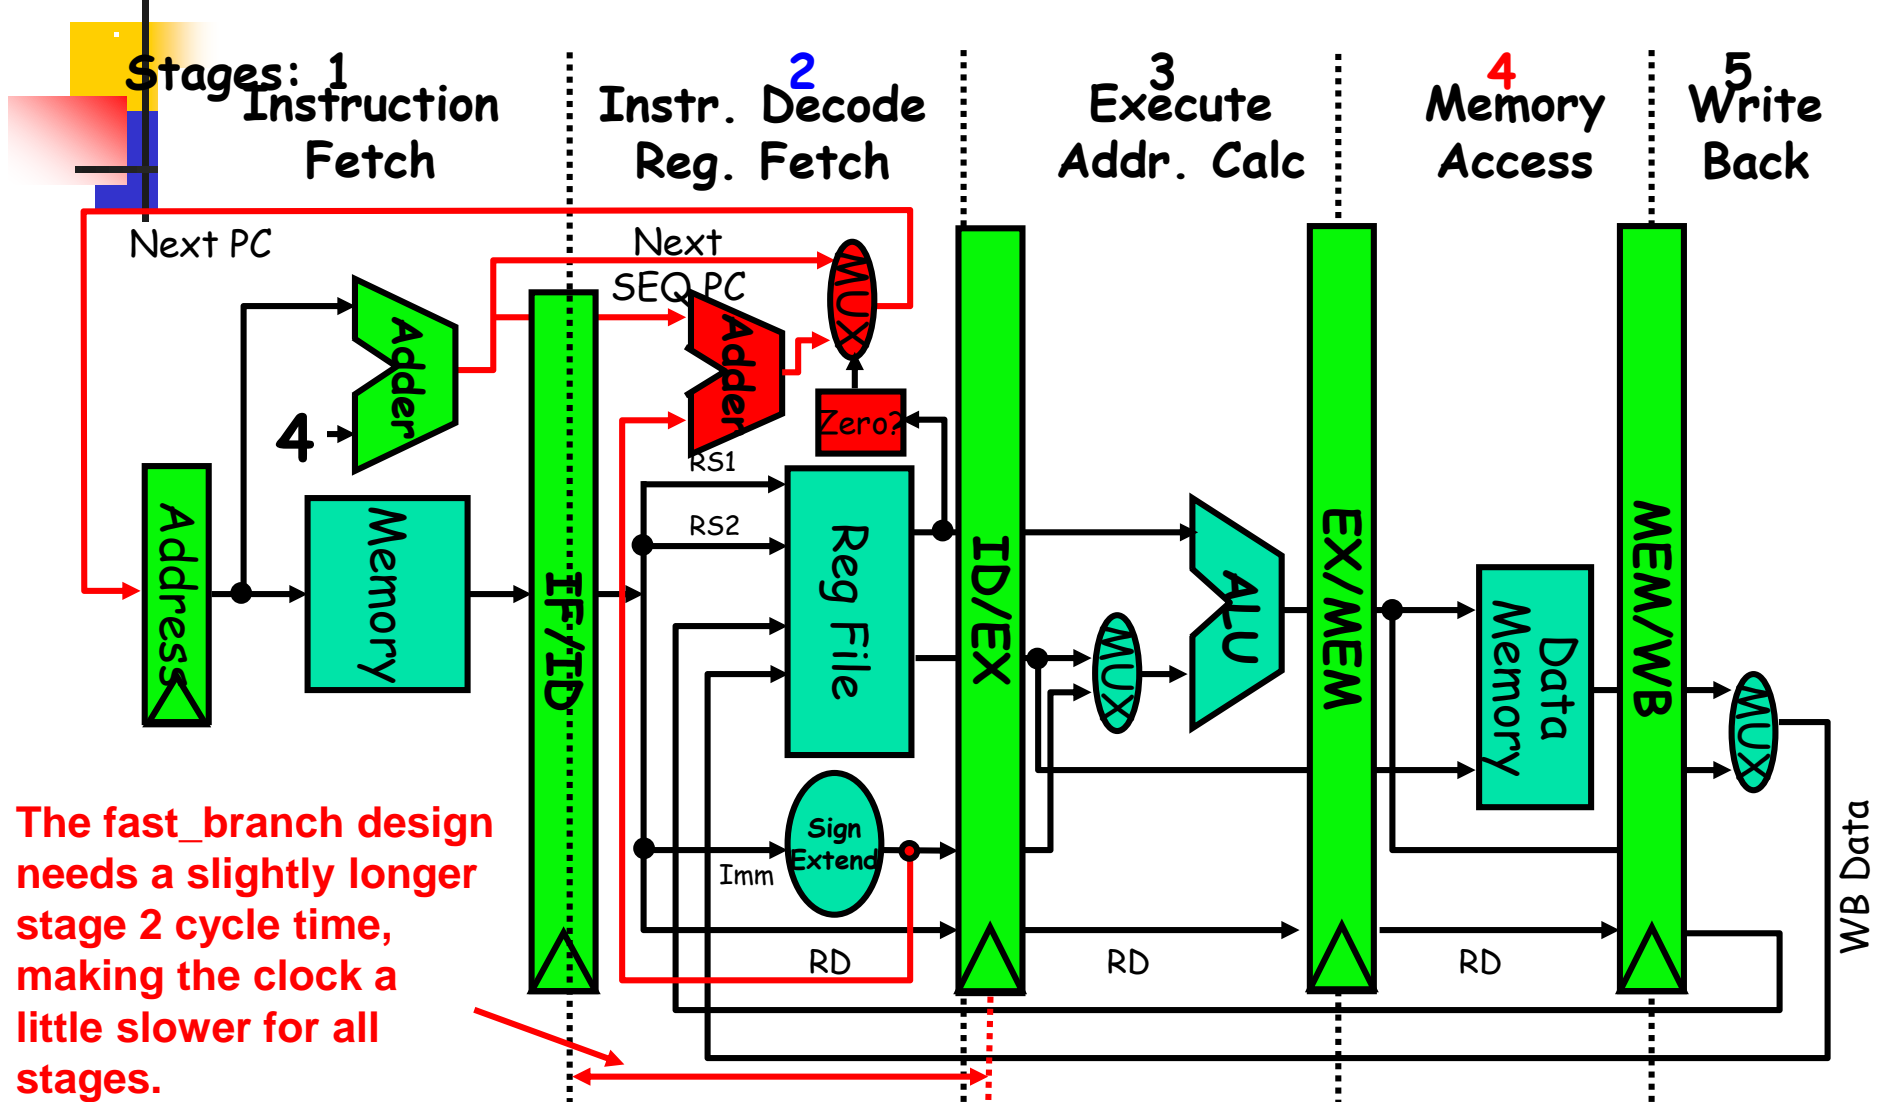 Stages: 1 2 3 4 5
Instruction Fetch
Instr. Decode Reg. Fetch
Execute Addr. Calc
Memory Access
Write Back
Next PC
Next SEQ PC
MUX
Adder
Adder
4
Zero?
RS1
RS2
Address
Memory
IF/ID
Reg File
ID/EX
MUX
ALU
EX/MEM
Data Memory
MEM/WB
MUX
Sign Extend
Imm
RD
RD
RD
WB Data
The fast_branch design
needs a slightly longer
stage 2 cycle time,
making the clock a
little slower for all
stages.